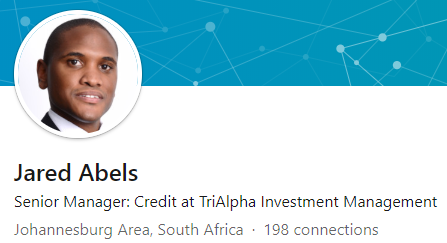 Jared Abels
Senior Manager: Credit at TriAlpha Investment Management
Johannesburg Area, South Africa · 198 connections